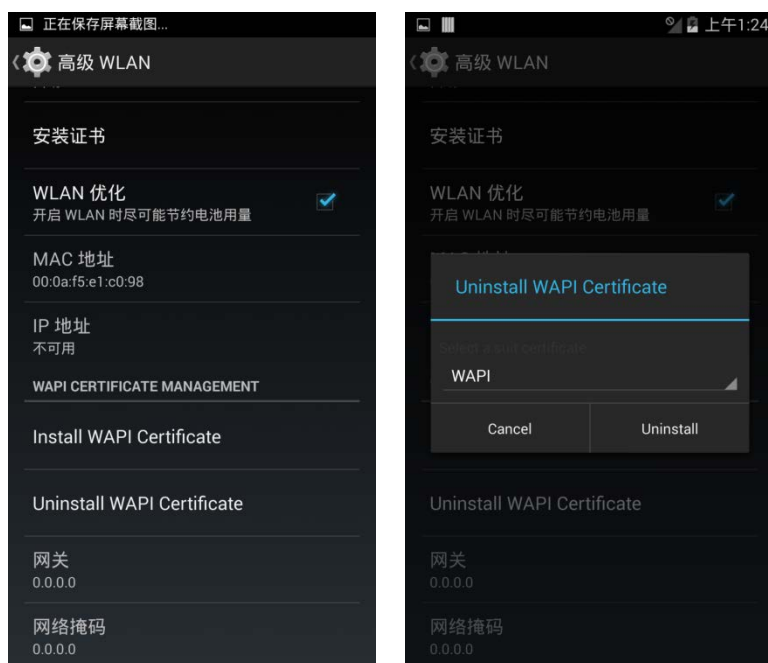 正在保存屏幕截图...
高级 WLAN
安装证书
WLAN 优化
开启 WLAN 时尽可能节约电池用量
MAC 地址
00:0a:f5:e1:c0:98
IP 地址
不可用
WAPI CERTIFICATE MANAGEMENT
Install WAPI Certificate
Uninstall WAPI Certificate
网关
0.0.0.0
网络掩码
0.0.0.0
上午1:24
高级 WLAN
安装证书
WLAN 优化
开启 WLAN 时尽可能节约电池用量
Uninstall WAPI Certificate
Select a sub certificate
WAPI
Cancel
Uninstall
Uninstall WAPI Certificate
网关
0.0.0.0
网络掩码
0.0.0.0